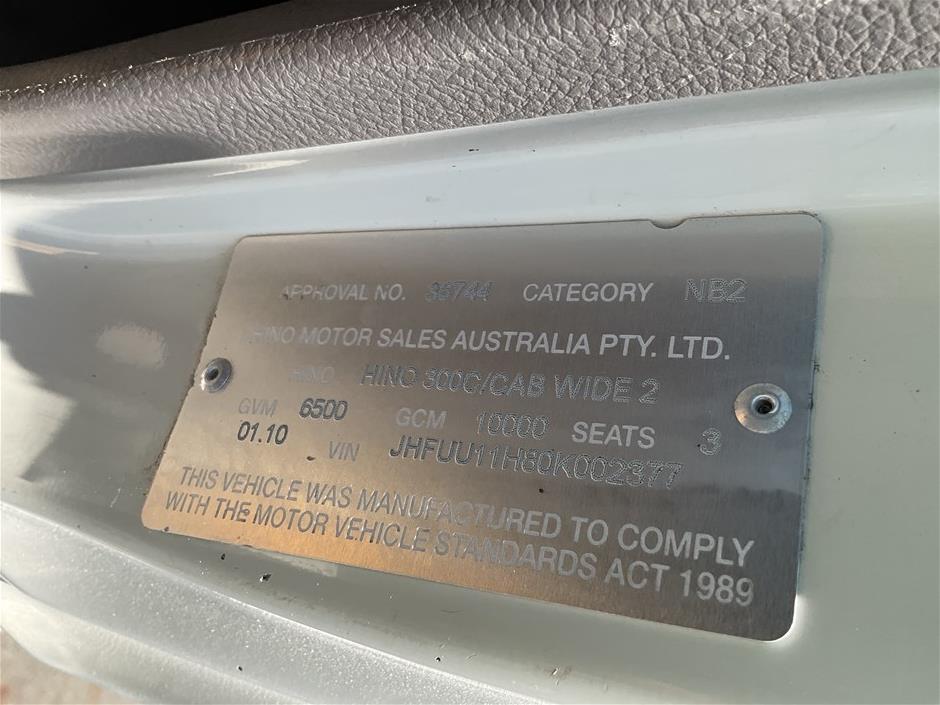 APPROVAL NO. 36744 CATEGORY NB2
HINO MOTOR SALES AUSTRALIA PTY. LTD.
HINO HINO 300C/CAB WIDE 2
GVM 6500 GCM 10000 SEATS 3
01.10 VIN JHFUU11H80K002377
THIS VEHICLE WAS MANUFACTURED TO COMPLY
WITH THE MOTOR VEHICLE STANDARDS ACT 1989